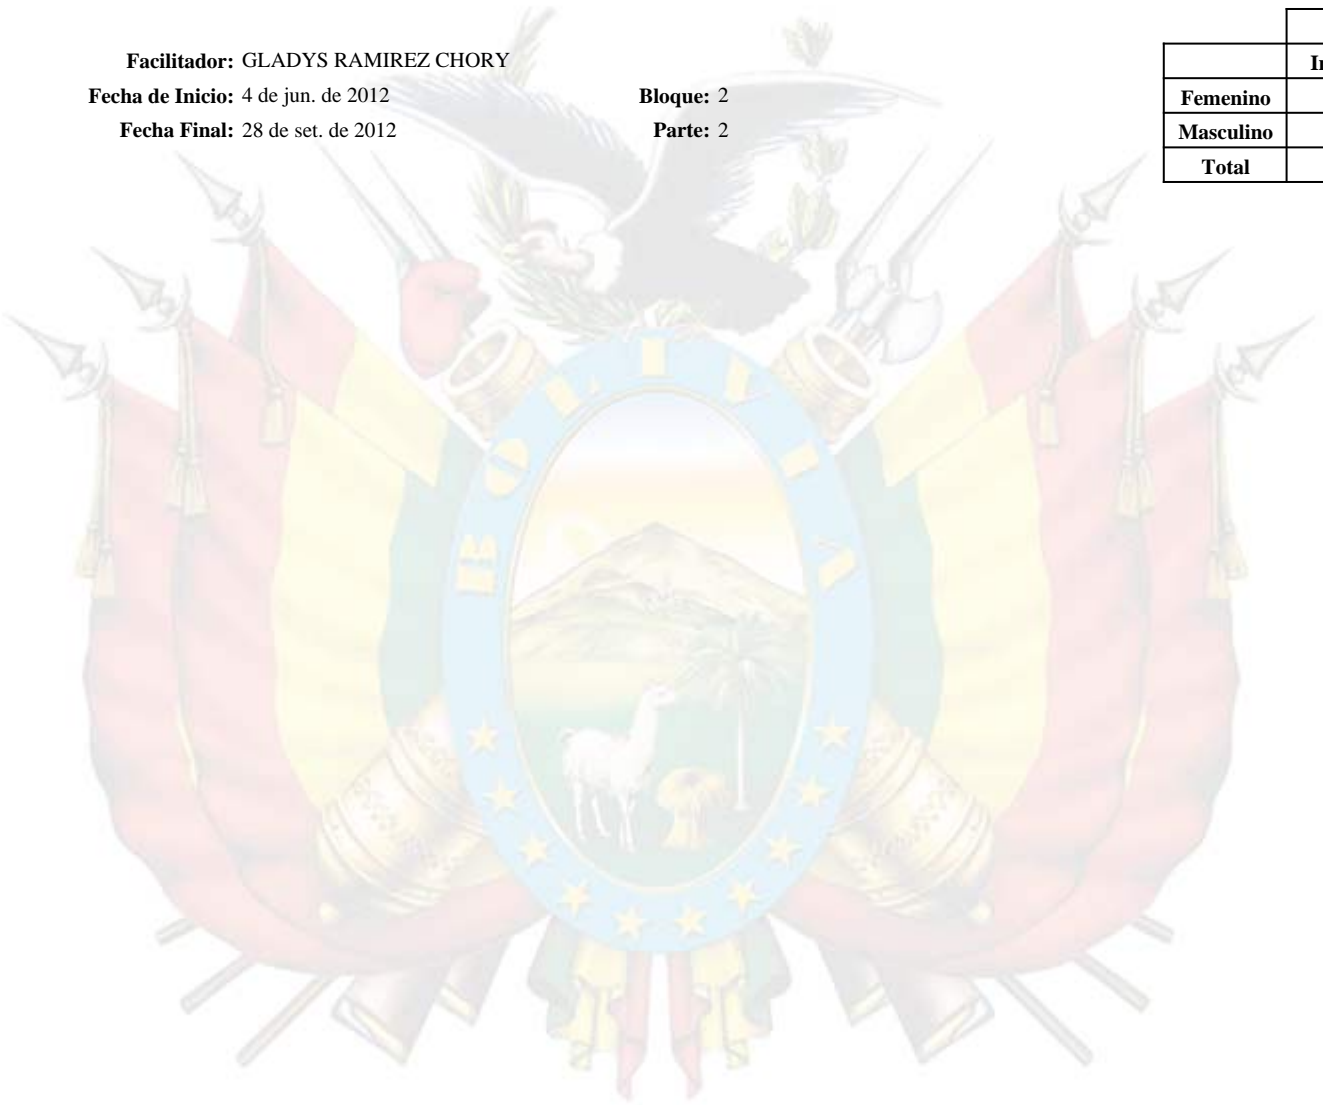 Facilitador: GLADYS RAMIREZ CHORY
Fecha de Inicio: 4 de jun. de 2012 Bloque: 2
Fecha Final: 28 de set. de 2012 Parte: 2
Femenino
Masculino
Total
BOLIVIA